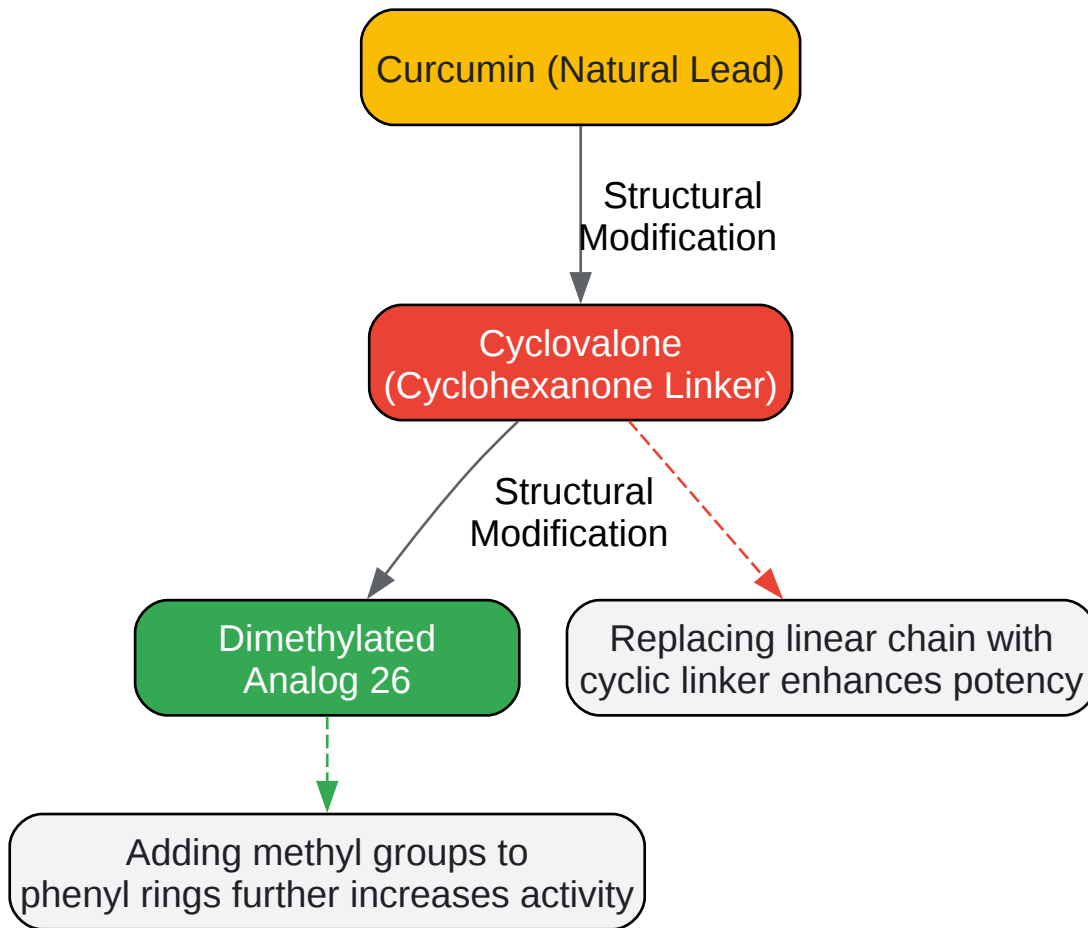 Curcumin (Natural Lead)
Structural
Modification
Cyclovalone
(Cyclohexanone Linker)
Structural
Modification
Dimethylated
Analog 26
Replacing linear chain with
cyclic linker enhances potency
Adding methyl groups to
phenyl rings further increases activity